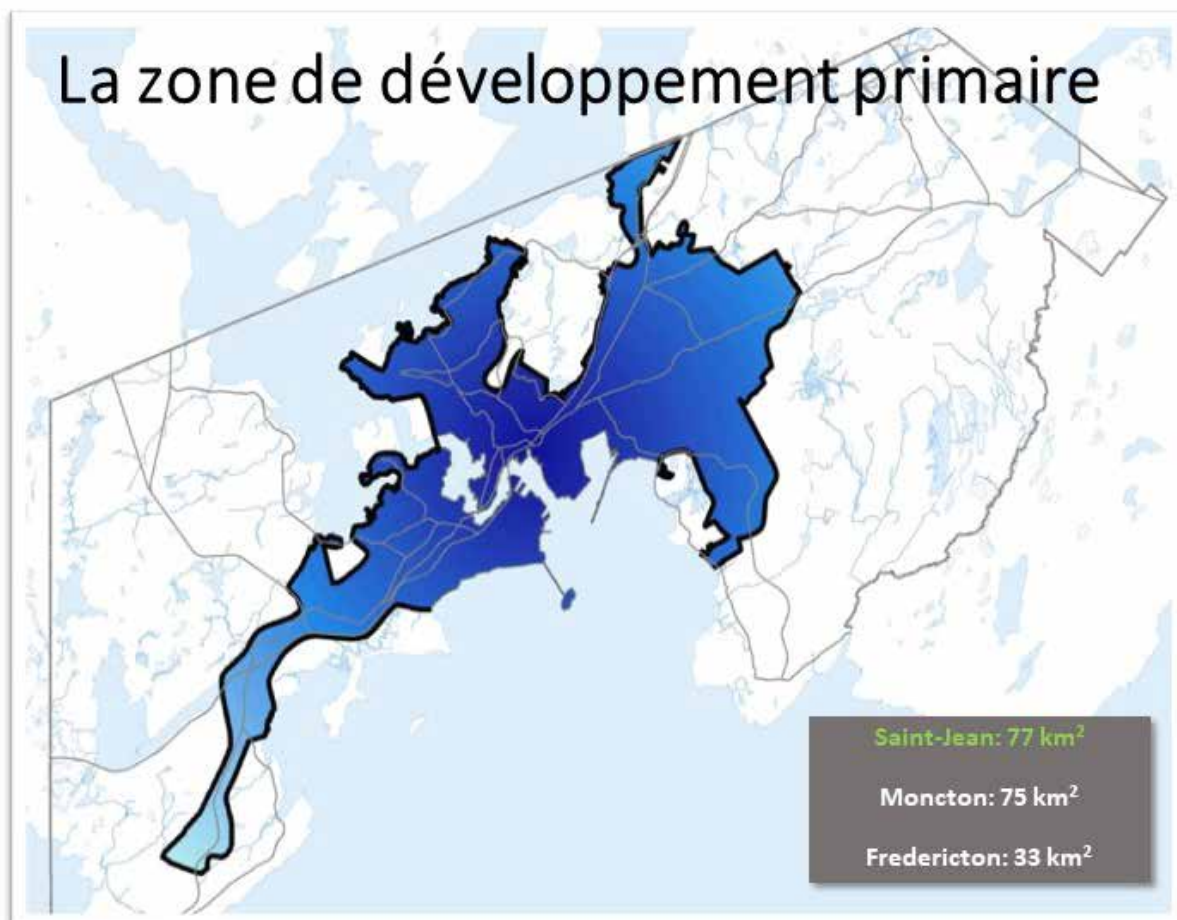 La zone de développement primaire
Saint-Jean: 77 km²
Moncton: 75 km²
Fredericton: 33 km²